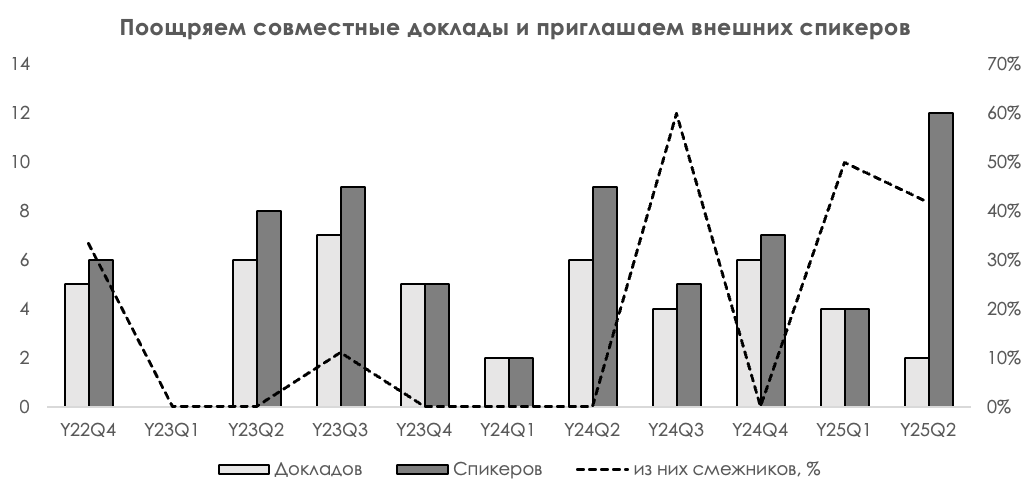 Поощряем совместные доклады и приглашаем внешних спикеров
14 70%
12 60%
10 50%
8 40%
6 30%
4 20%
2 10%
0 0%
Y22Q4 Y23Q1 Y23Q2 Y23Q3 Y23Q4 Y24Q1 Y24Q2 Y24Q3 Y24Q4 Y25Q1 Y25Q2
Докладов Спикеров из них смежников, %